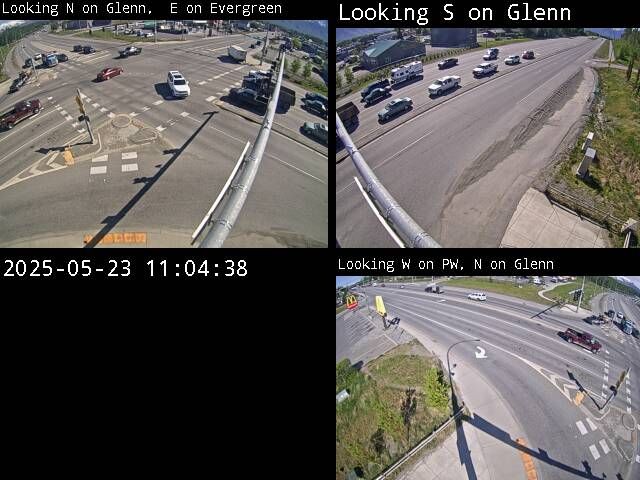 Looking N on Glenn, E on Evergreen
Looking S on Glenn
2025-05-23 11:04:38
Looking W on PW, N on Glenn